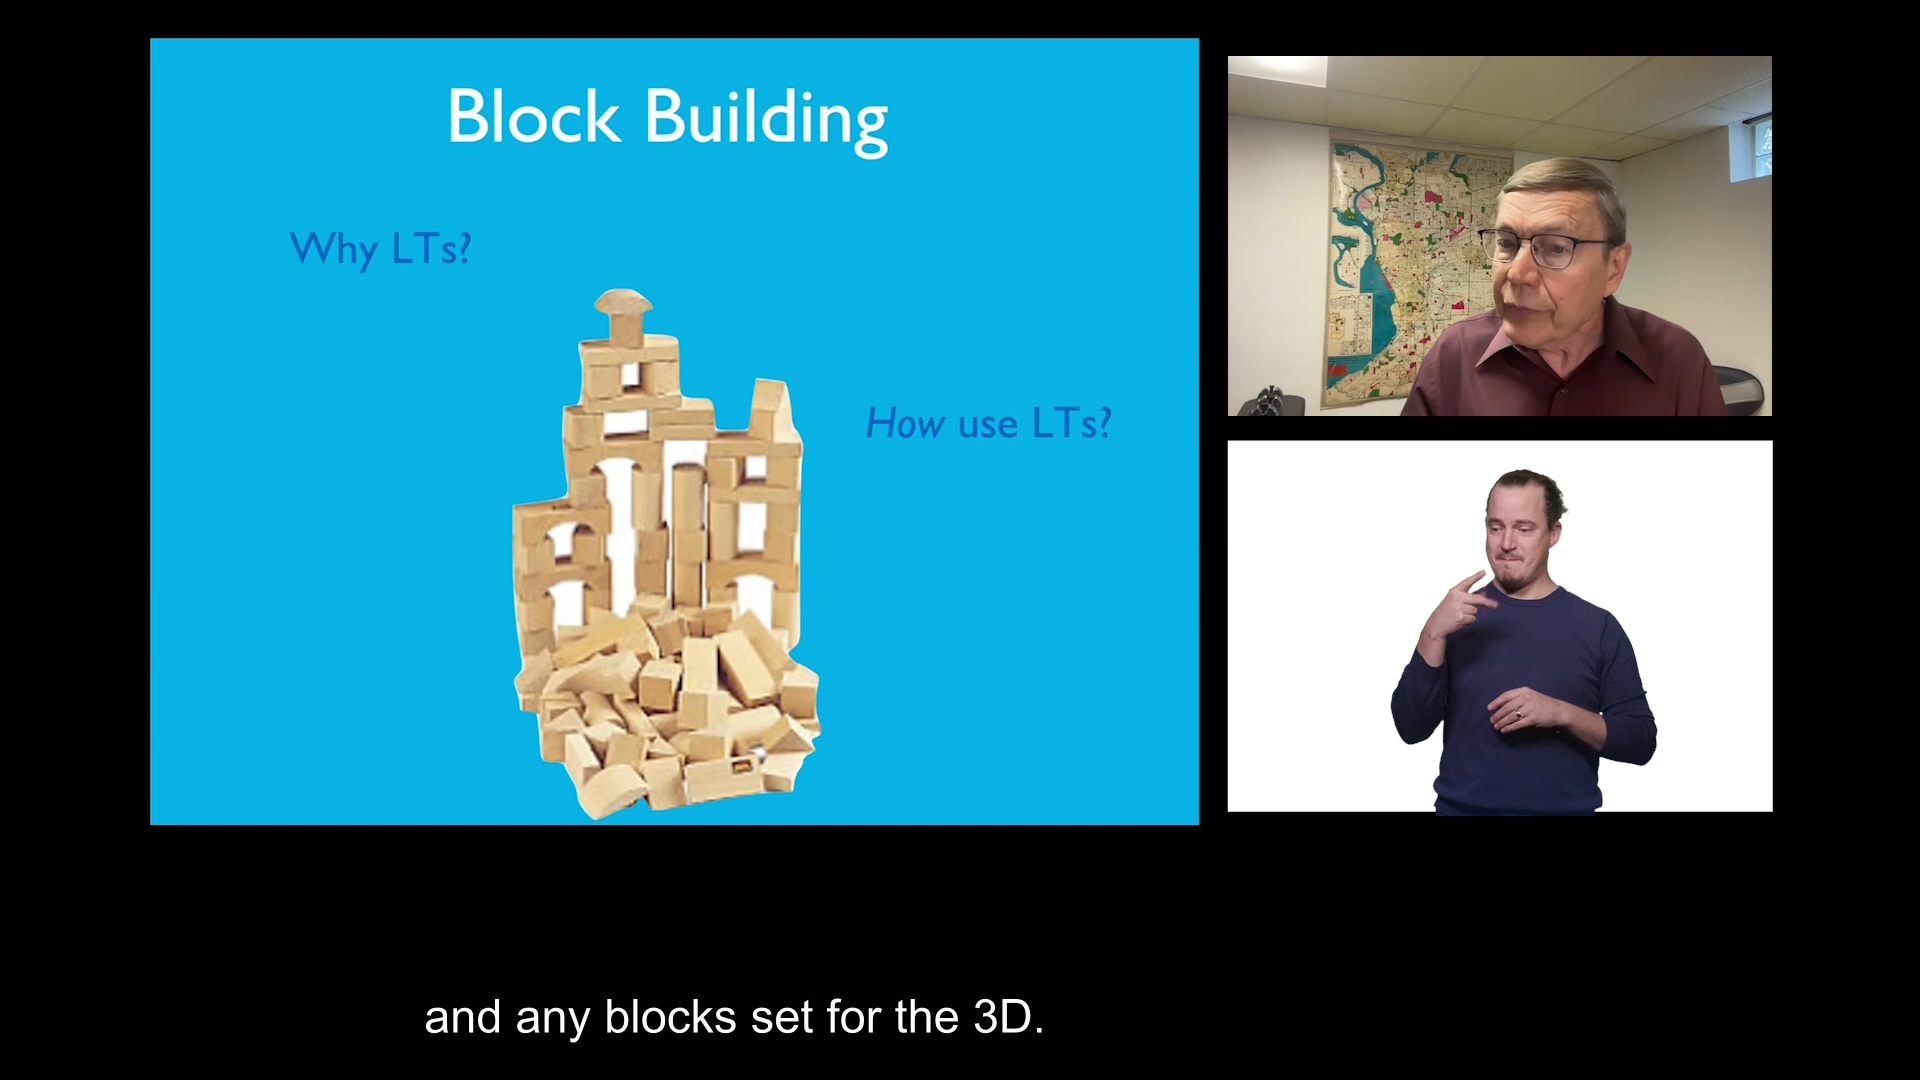 Block Building
Why LTs?
How use LTs?
and any blocks set for the 3D.